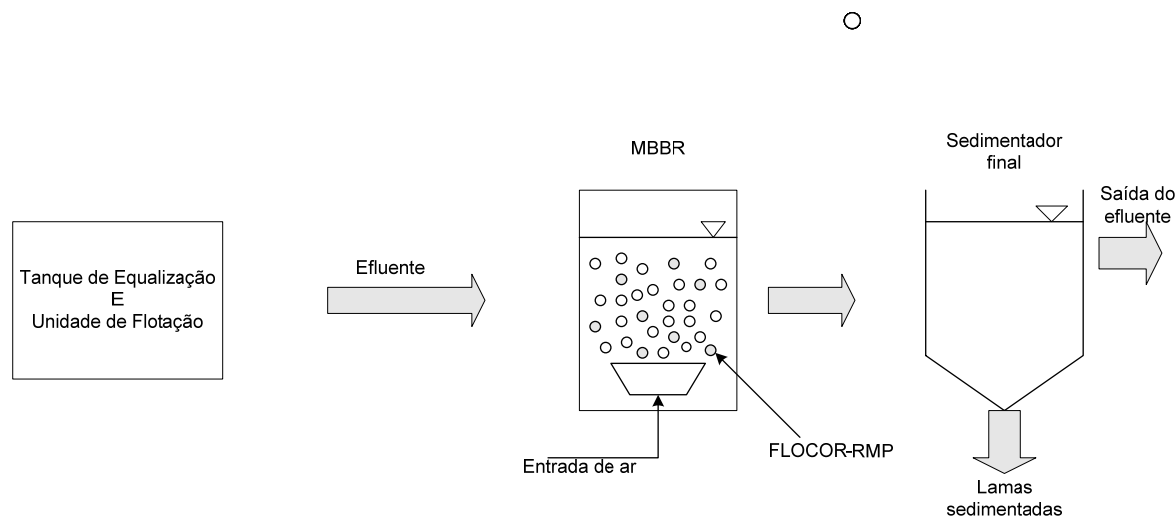 MBBR
Sedimentador
final
Saída do
efluente
Efluente
Tanque de Equalização
E
Unidade de Flotação
FLOCOR-RMP
Entrada de ar
Lamas
sedimentadas